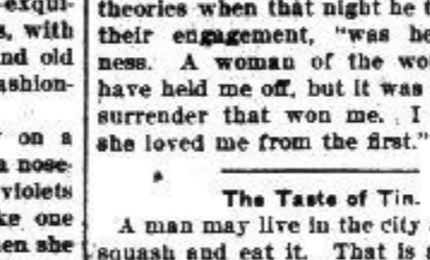 exqui-
s, with
nd old
ashion-
on a
a nose-
violets
ke one
en she
theories when that night he t
their engagement, "was he
ness. A woman of the wo
have held me off, but it was
surrender that won me. I
she loved me from the first."
The Taste of Tin.
A man may live in the city
squash and eat it. That is